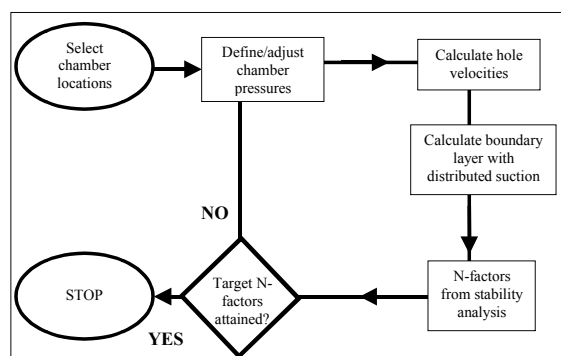 Select
chamber
locations
Define/adjust
chamber
pressures
Calculate hole
velocities
Calculate boundary
layer with
distributed suction
N-factors
from stability
analysis
Target N-
factors
attained?
NO
YES
STOP